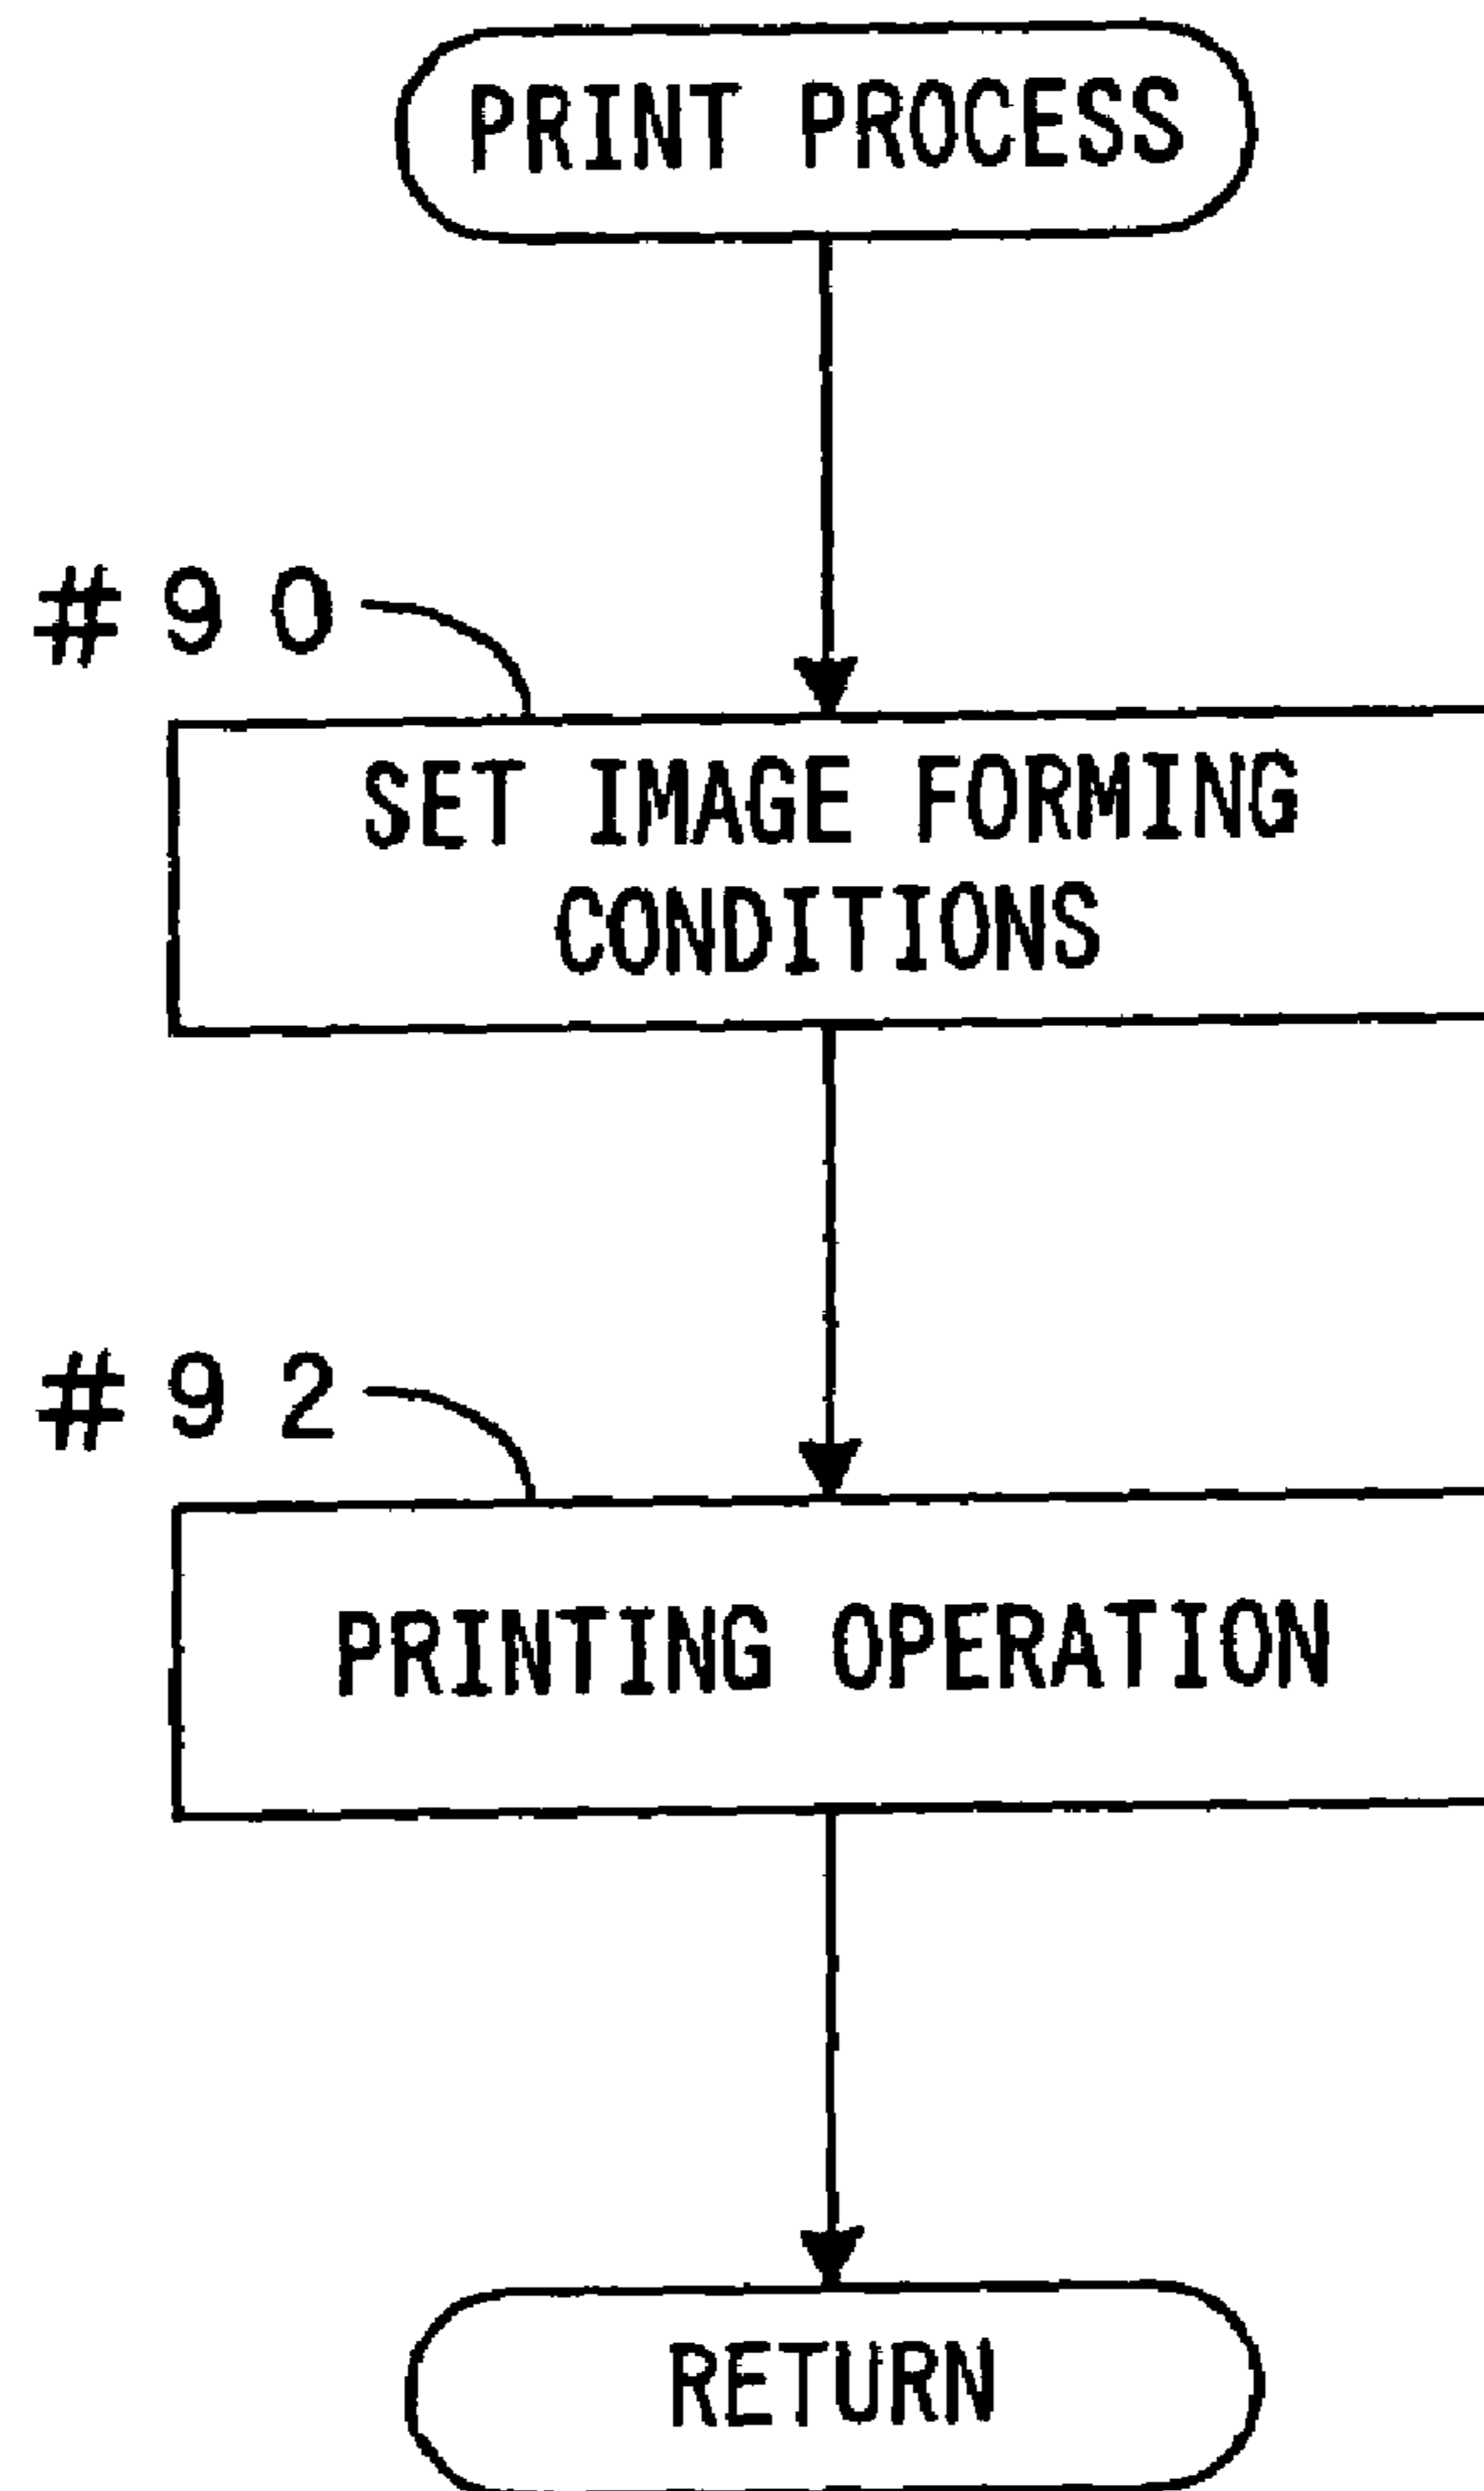 PRINT PROCESS
#90
SET IMAGE FORMING
CONDITIONS
#92
PRINTING OPERATION
RETURN